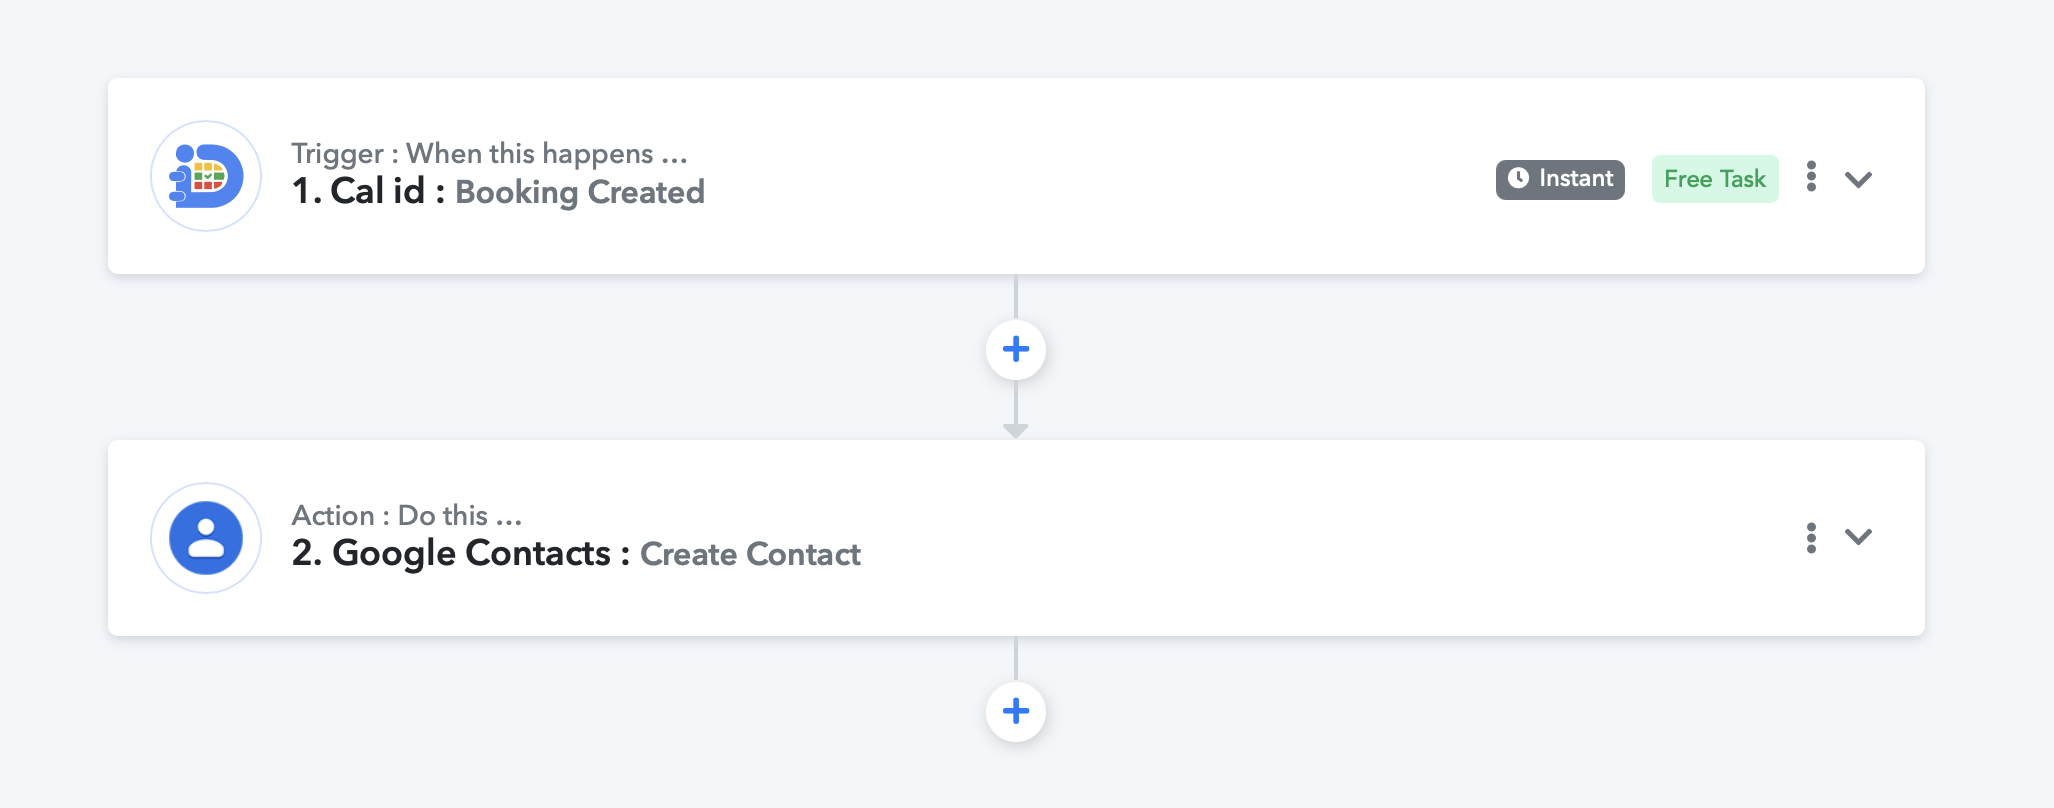 Trigger : When this happens ...
1. Cal id : Booking Created
Instant
Free Task
Action : Do this ...
2. Google Contacts : Create Contact